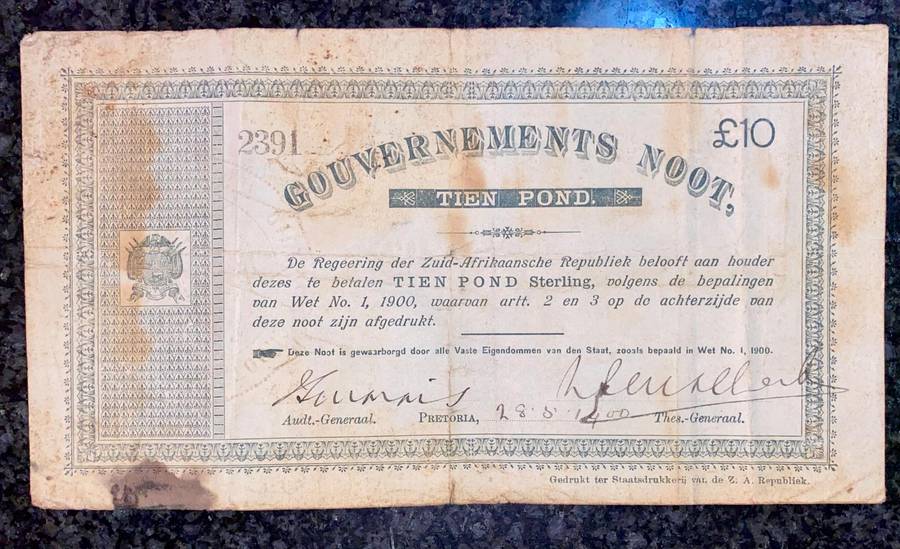 2391
£10
GOUVERNEMENTS NOOT,
TIEN POND.
De Regeering der Zuid-Afrikaansche Republiek belooft aan houder
dezes te betalen TIEN POND Sterling, volgens de bepalingen
van Wet No. 1, 1900, waarvan artt. 2 en 3 op de achterzijde van
deze noot zijn afgedrukt.
Deze Noot is gewaarborgd door alle Vaste Eigendommen van den Staat, zooals bepaald in Wet No. 1, 1900.
Audt.-Generaal. PRETORIA, 28.5.1900 Thes.-Generaal.
Gedrukt ter Staatsdrukkerij van de Z. A. Republiek.